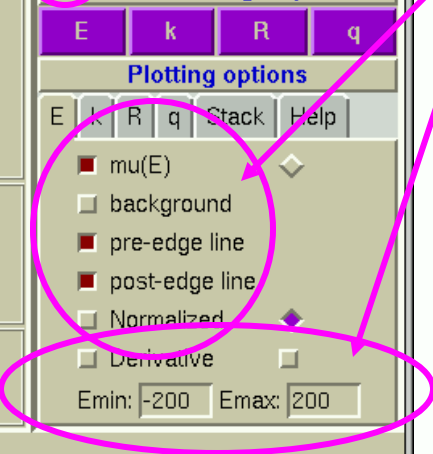 E k R q
Plotting options
E k R q Stack Help
mu(E)
background
pre-edge line
post-edge line
Normalized
Derivative
Emin: -200 Emax: 200